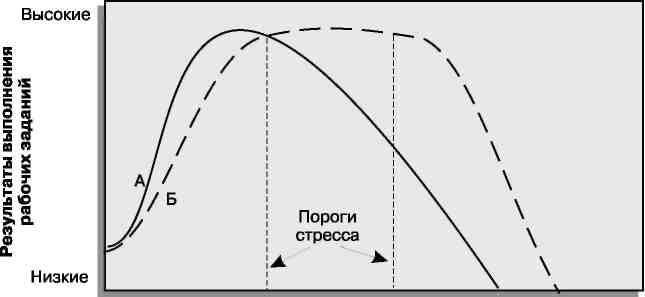 Высокие
Результаты выполнения
рабочих заданий
А
Б
Пороги
стресса
Низкие